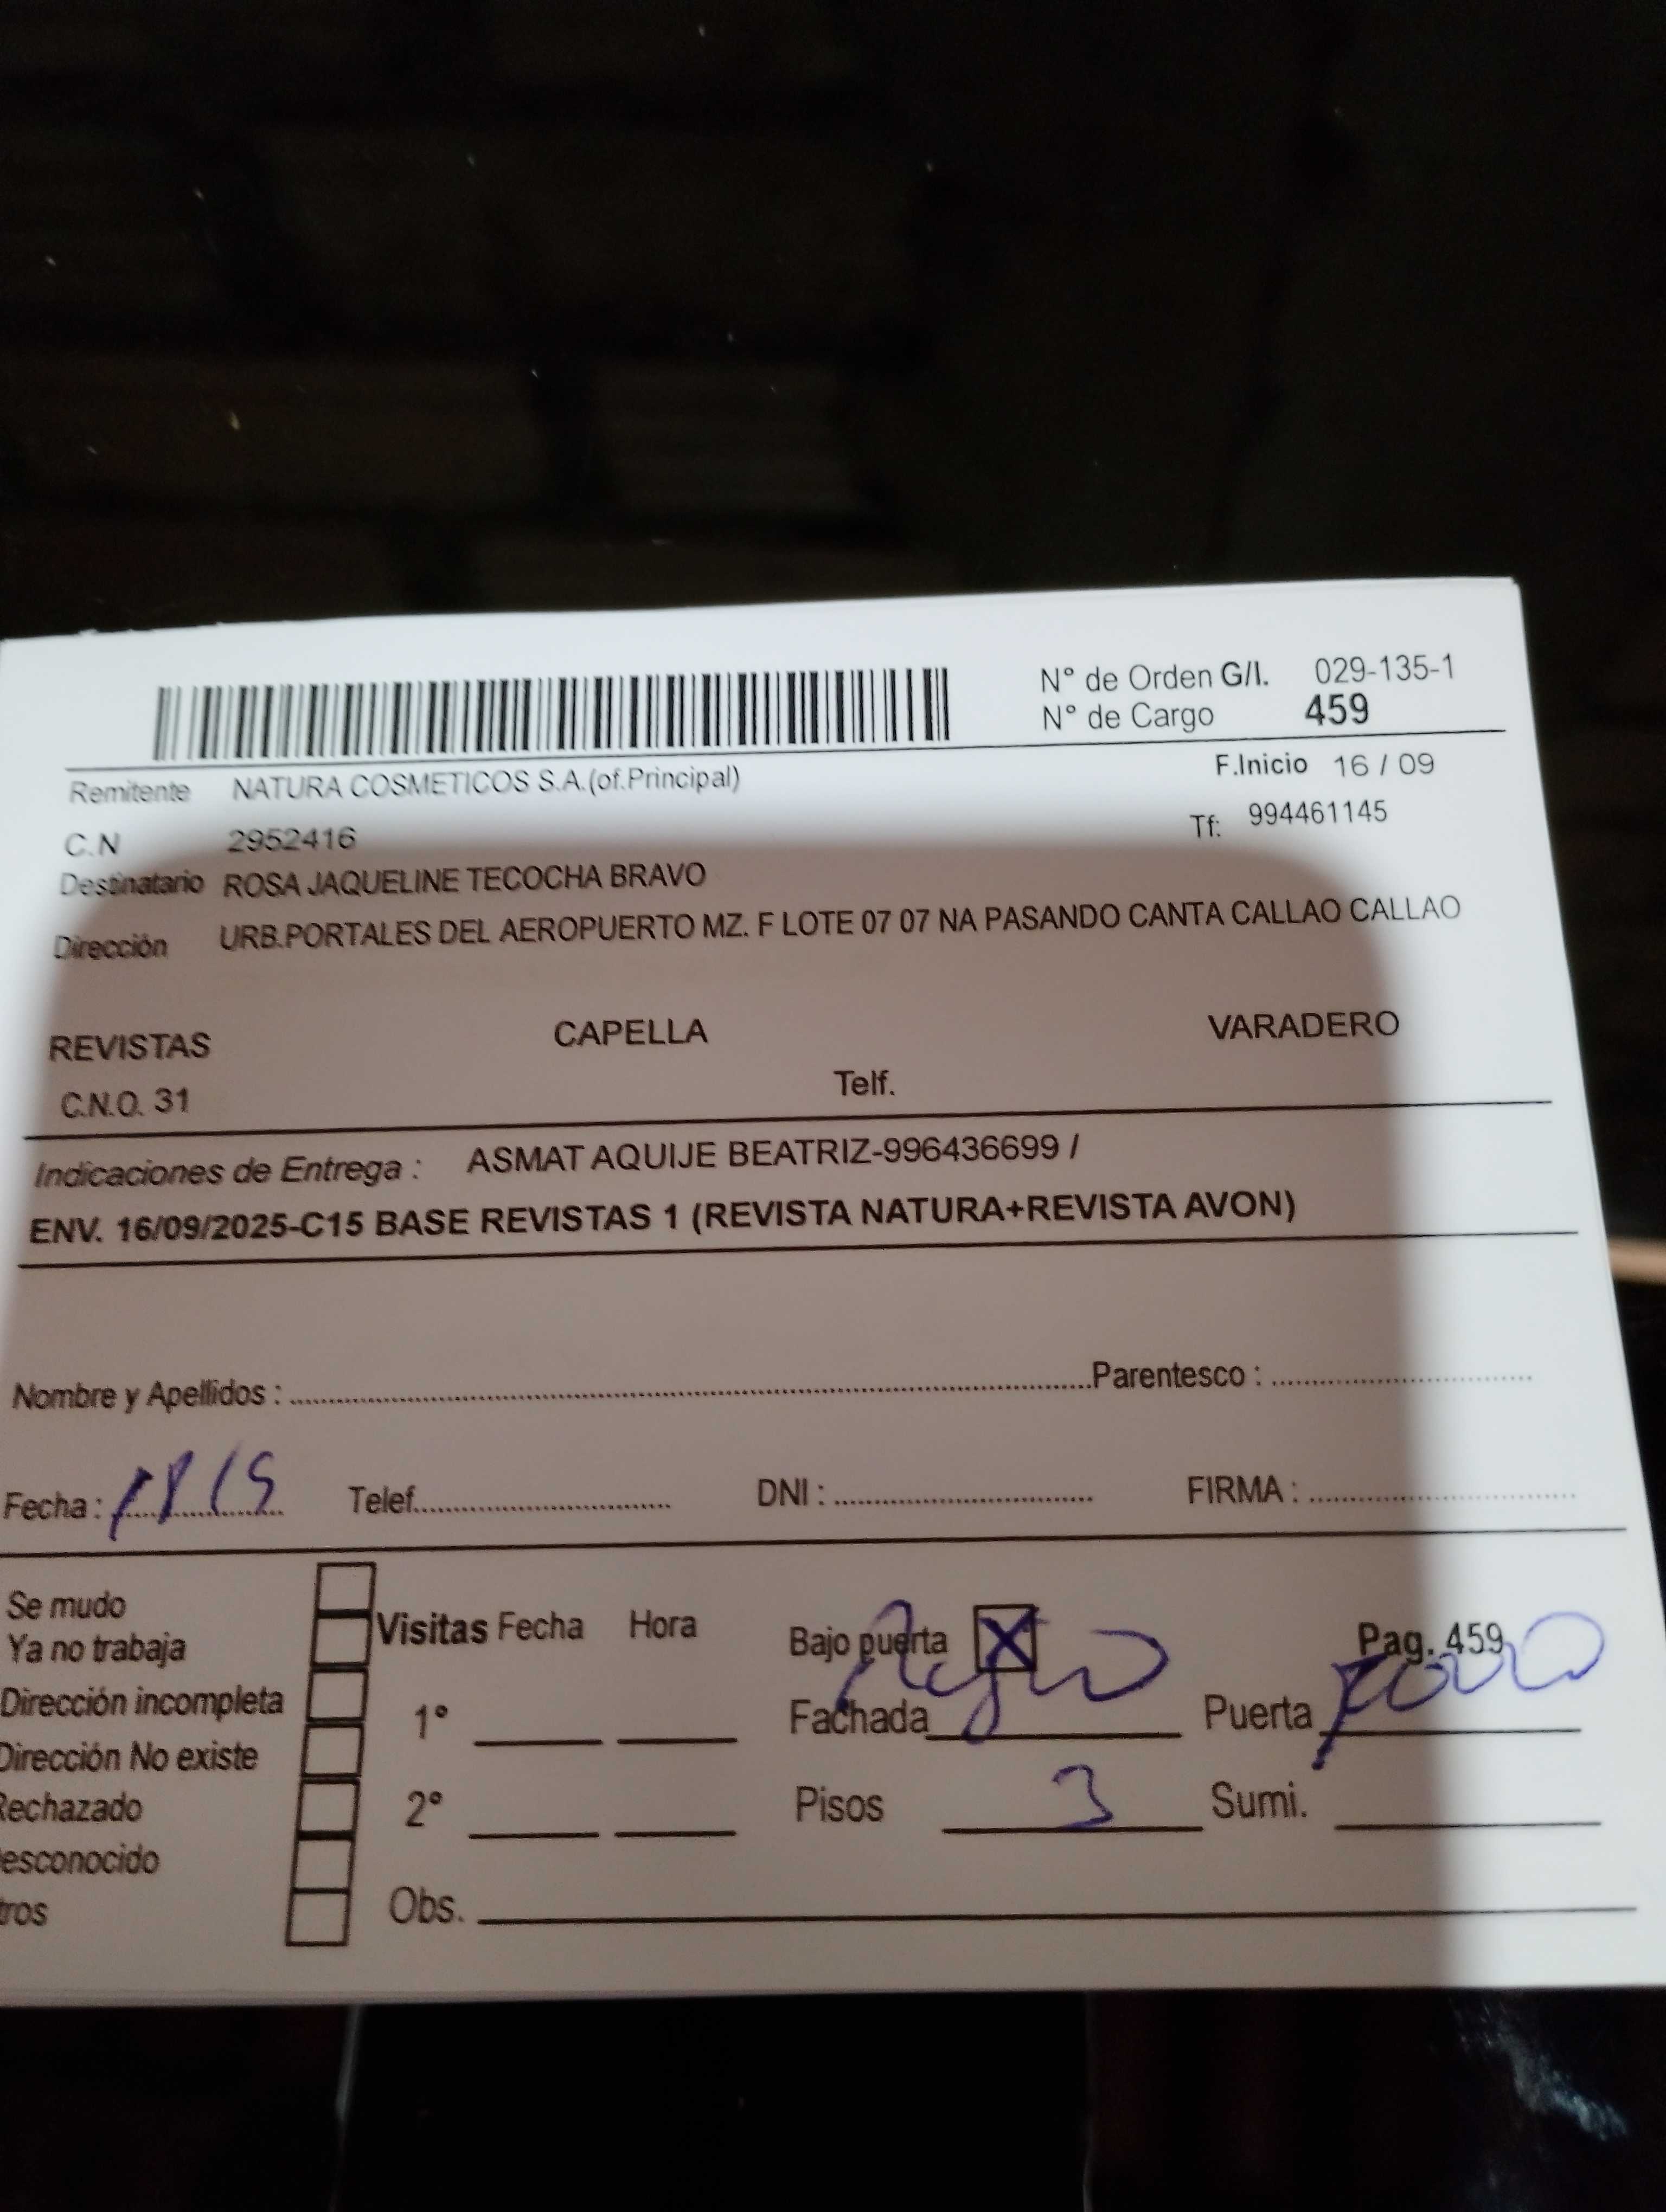 N° de Orden G/I. 029-135-1
N° de Cargo 459
Remitente NATURA COSMETICOS S.A.(of.Principal)
F.Inicio 16 / 09
C.N 2952416
Tf: 994461145
Destinatario ROSA JAQUELINE TECOCHA BRAVO
Dirección URB.PORTALES DEL AEROPUERTO MZ. F LOTE 07 07 NA PASANDO CANTA CALLAO CALLAO
REVISTAS CAPELLA VARADERO
C.N.O. 31 Telf.
Indicaciones de Entrega : ASMAT AQUIJE BEATRIZ-996436699 /
ENV. 16/09/2025-C15 BASE REVISTAS 1 (REVISTA NATURA+REVISTA AVON)
Nombre y Apellidos : Parentesco :
Fecha : Telef. DNI : FIRMA :
Se mudo
Ya no trabaja
Dirección incompleta
Dirección No existe
Rechazado
esconocido
tros
Visitas Fecha Hora
1°
2°
Obs.
Bajo puerta X Pag. 459
Fachada Puerta
Pisos 3 Sumi.